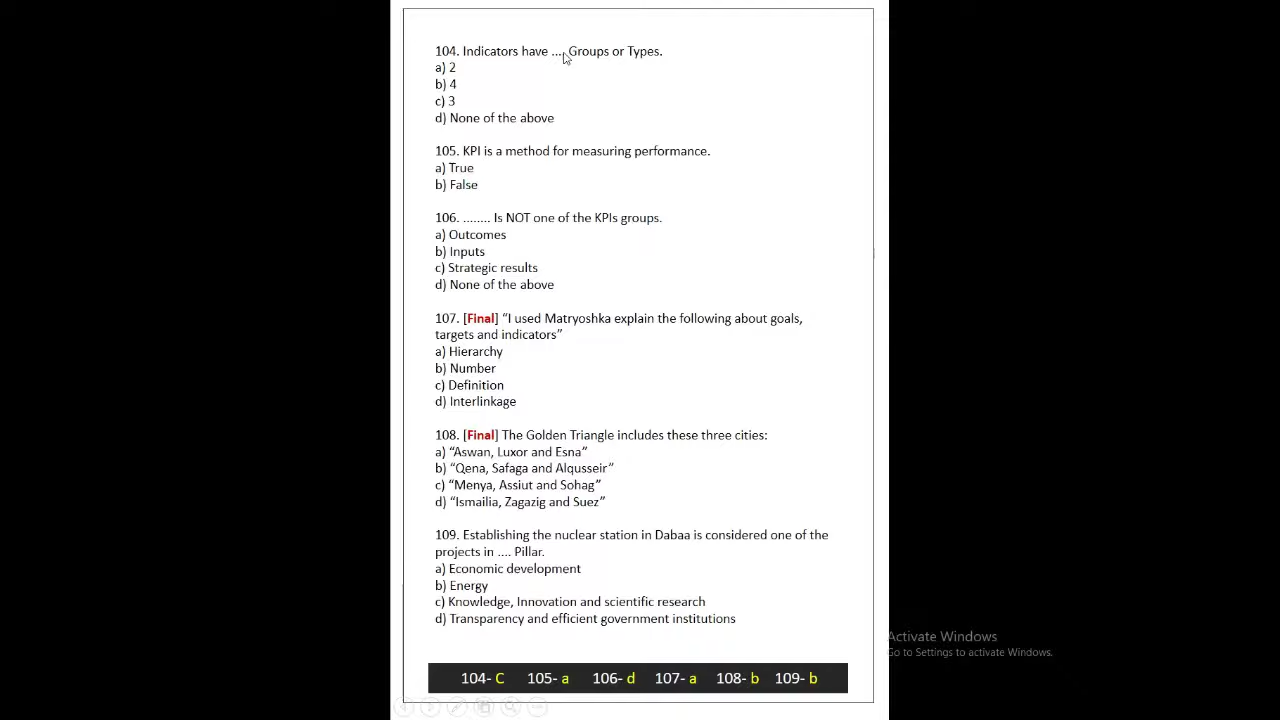 104. Indicators have .... Groups or Types.
a) 2
b) 4
c) 3
d) None of the above
105. KPI is a method for measuring performance.
a) True
b) False
106. ........ Is NOT one of the KPIs groups.
a) Outcomes
b) Inputs
c) Strategic results
d) None of the above
107. [Final] “I used Matryoshka explain the following about goals,
targets and indicators”
a) Hierarchy
b) Number
c) Definition
d) Interlinkage
108. [Final] The Golden Triangle includes these three cities:
a) “Aswan, Luxor and Esna”
b) “Qena, Safaga and Alqusseir”
c) “Menya, Assiut and Sohag”
d) “Ismailia, Zagazig and Suez”
109. Establishing the nuclear station in Dabaa is considered one of the
projects in .... Pillar.
a) Economic development
b) Energy
c) Knowledge, Innovation and scientific research
d) Transparency and efficient government institutions
104- C 105- a 106- d 107- a 108- b 109- b
Activate Windows
Go to Settings to activate Windows.